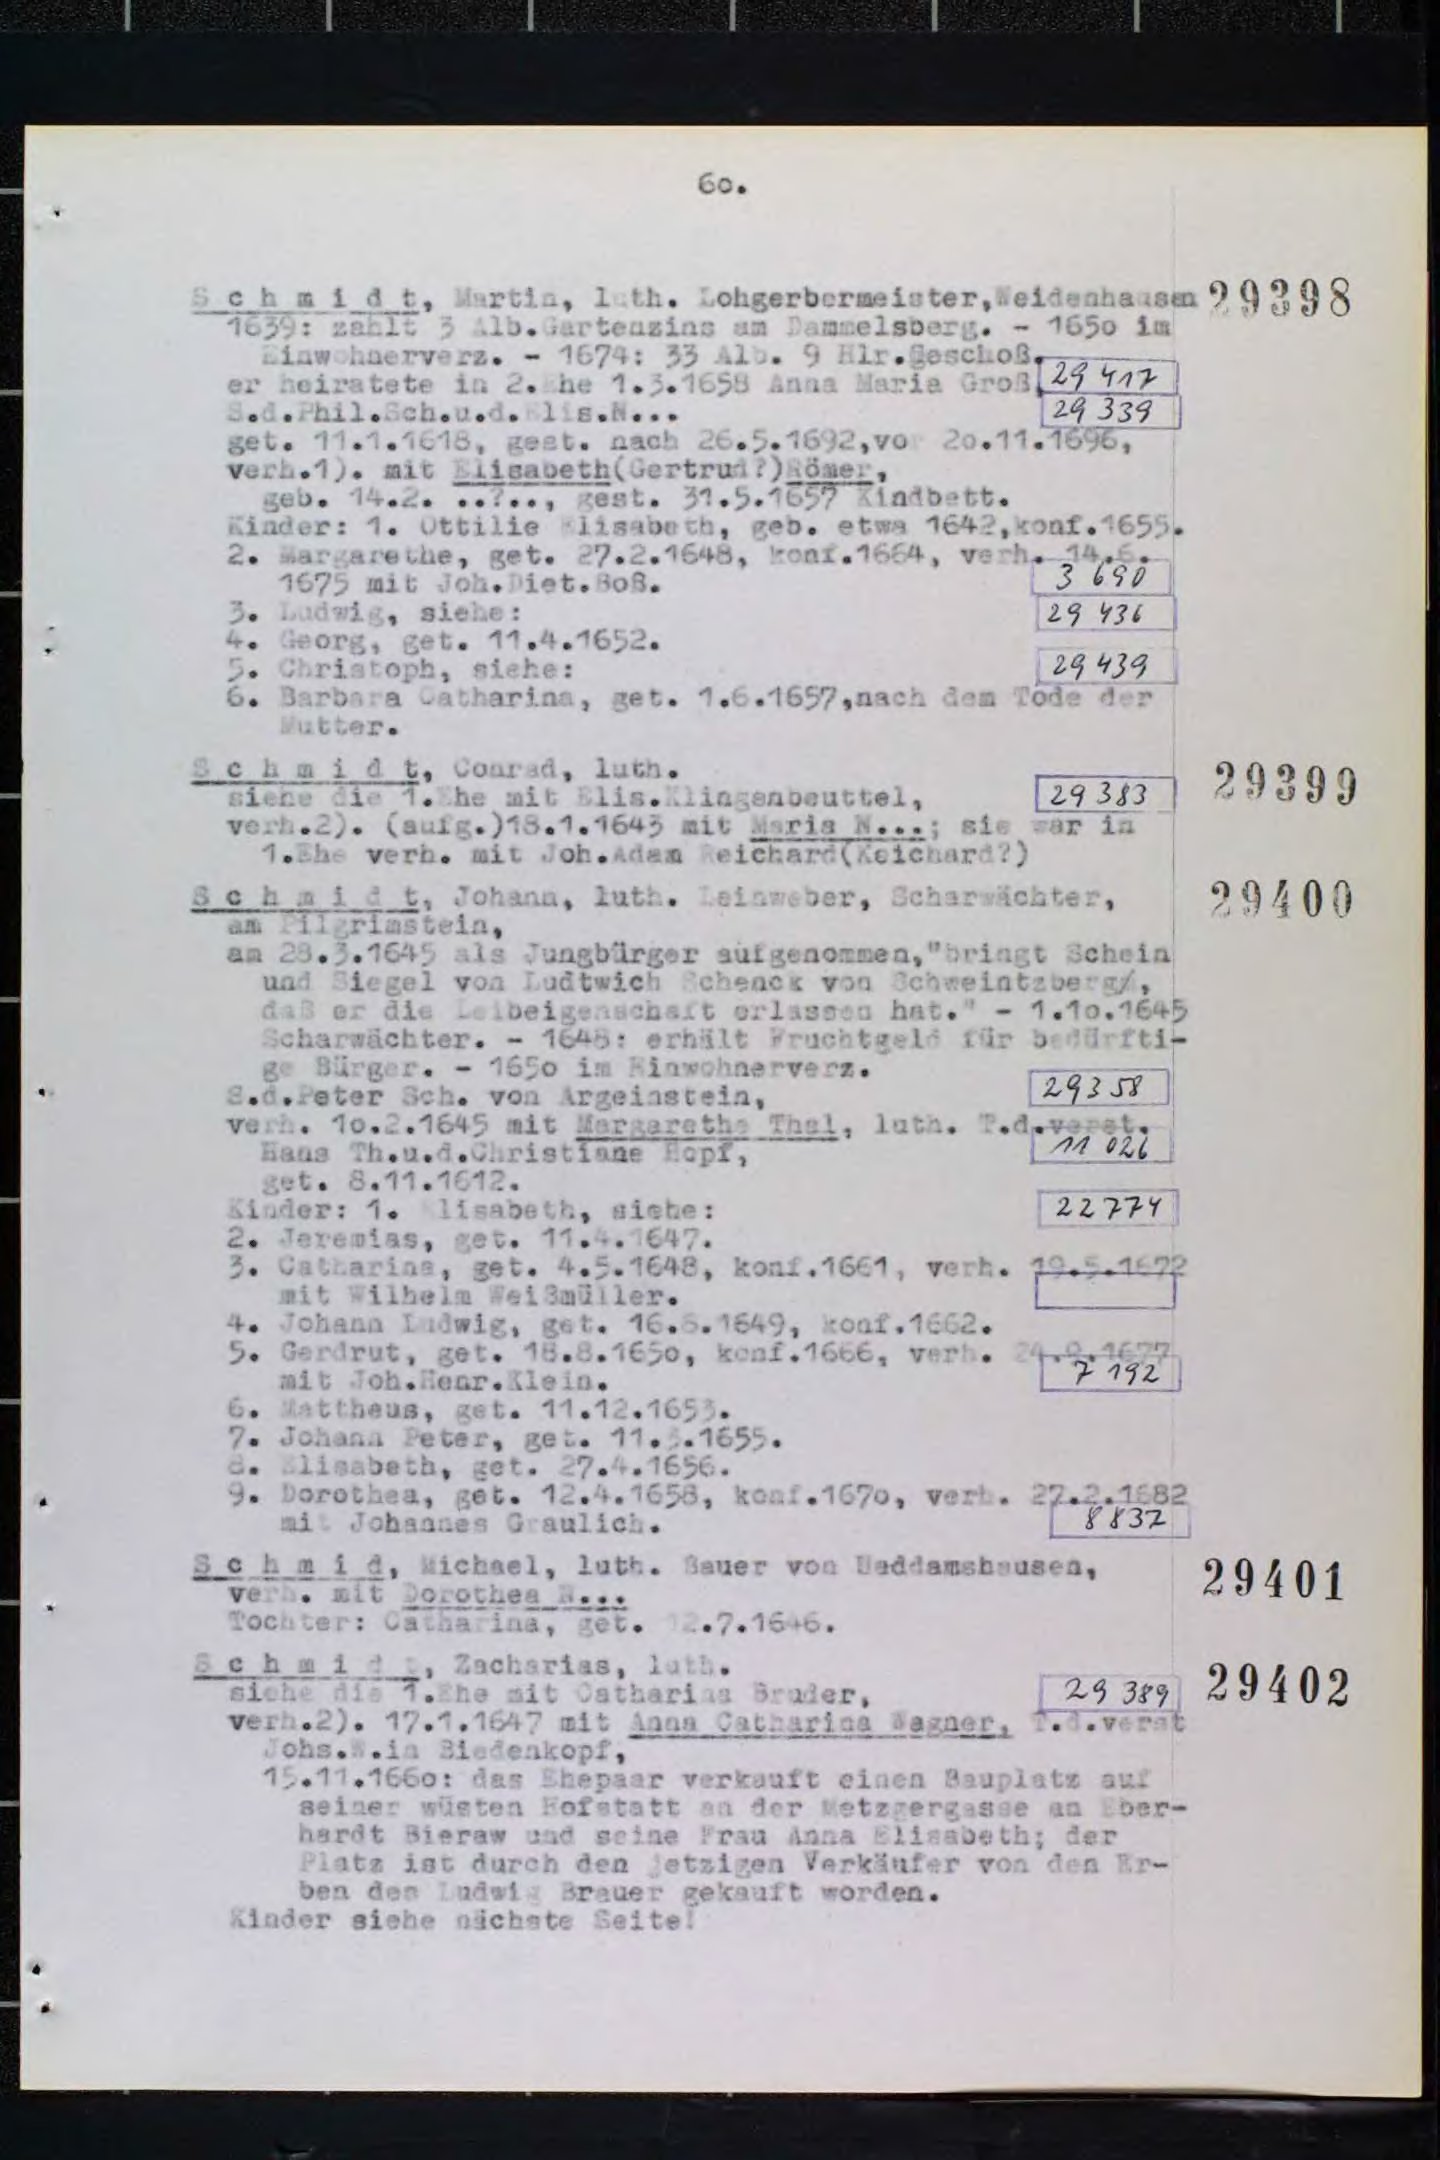 6o.
S c h m i d t, Martin, luth. Lohgerbermeister,Weidenhausen 29398
1639: zahlt 3 Alb.Gartenzins am Dammelsberg. - 165o im
Einwohnerverz. - 1674: 33 Alb. 9 Hlr.Geschoß.
er heiratete in 2.Ehe 1.3.1658 Anna Maria Groß, 29 417
S.d.Phil.Sch.u.d.Elis.N... 29 339
get. 11.1.1618, gest. nach 26.5.1692,vor 2o.11.1696,
verh.1). mit Elisabeth(Gertrud?)Römer,
geb. 14.2. ..?.., gest. 31.5.1657 Kindbett.
Kinder: 1. Ottilie Elisabeth, geb. etwa 1642,konf.1655.
2. Margarethe, get. 27.2.1648, konf.1664, verh. 14.6.
1675 mit Joh.Diet.Boß. 3 690
3. Ludwig, siehe: 29 436
4. Georg, get. 11.4.1652.
5. Christoph, siehe: 29 439
6. Barbara Catharina, get. 1.6.1657,nach dem Tode der
Mutter.
S c h m i d t, Conrad, luth. 29399
siehe die 1.Ehe mit Elis.Klingenbeuttel, 29 383
verh.2). (aufg.)18.1.1643 mit Maria N...; sie war in
1.Ehe verh. mit Joh.Adam Reichard(Keichard?)
S c h m i d t, Johann, luth. Leinweber, Scharwächter, 29400
am Pilgrimstein,
am 28.3.1645 als Jungbürger aufgenommen,"bringt Schein
und Siegel von Ludtwich Schenck von Schweintzberg/,
daß er die Leibeigenschaft erlassen hat." - 1.1o.1645
Scharwächter. - 1648: erhält Fruchtgeld für bedürfti-
ge Bürger. - 165o im Einwohnerverz.
S.d.Peter Sch. von Argeinstein, 29358
verh. 1o.2.1645 mit Margarethe Thal, luth. T.d.verst.
Hans Th.u.d.Christiane Hopf, 11 026
get. 8.11.1612.
Kinder: 1. Elisabeth, siehe: 22774
2. Jeremias, get. 11.4.1647.
3. Catharina, get. 4.5.1648, konf.1661, verh. 19.5.1672
mit Wilhelm Weißmüller.
4. Johann Ludwig, get. 16.6.1649, konf.1662.
5. Gerdrut, get. 18.8.165o, konf.1666, verh. 24.9.1677
mit Joh.Henr.Klein. 7 192
6. Mattheus, get. 11.12.1653.
7. Johann Peter, get. 11.3.1655.
8. Elisabeth, get. 27.4.1656.
9. Dorothea, get. 12.4.1658, konf.167o, verh. 27.2.1682
mit Johannes Graulich. 8837
S c h m i d, Michael, luth. Bauer von Heddamshausen, 29401
verh. mit Dorothea N...
Tochter: Catharina, get. 12.7.1646.
S c h m i d t, Zacharias, luth. 29402
siehe die 1.Ehe mit Catharina Bruder, 29 389
verh.2). 17.1.1647 mit Anna Catharina Wagner, T.d.verst
Johs.W.in Biedenkopf,
15.11.166o: das Ehepaar verkauft einen Bauplatz auf
seiner wüsten Hofstatt an der Metzgergasse an Eber-
hardt Bieraw und seine Frau Anna Elisabeth; der
Platz ist durch den jetzigen Verkäufer von den Er-
ben des Ludwig Brauer gekauft worden.
Kinder siehe nächste Seite!